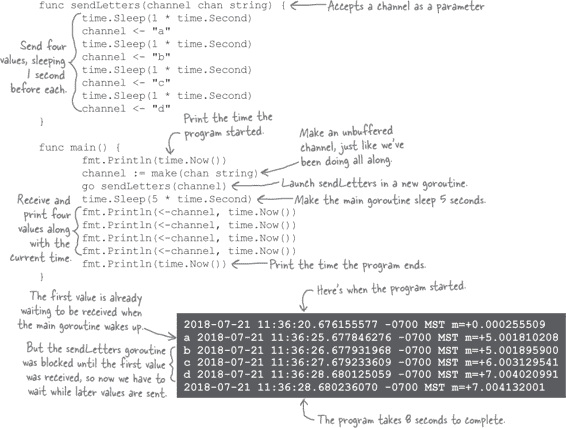 func sendLetters(channel chan string) {
Accepts a channel as a parameter
time.Sleep(1 * time.Second)
channel <- "a"
time.Sleep(1 * time.Second)
channel <- "b"
time.Sleep(1 * time.Second)
channel <- "c"
time.Sleep(1 * time.Second)
channel <- "d"
}
Send four
values, sleeping
1 second
before each.
Print the time the
program started.
Make an unbuffered
channel, just like we've
been doing all along.
func main() {
fmt.Println(time.Now())
channel := make(chan string)
go sendLetters(channel)
Launch sendLetters in a new goroutine.
time.Sleep(5 * time.Second)
Make the main goroutine sleep 5 seconds.
fmt.Println(<-channel, time.Now())
fmt.Println(<-channel, time.Now())
fmt.Println(<-channel, time.Now())
fmt.Println(<-channel, time.Now())
Receive and
print four
values along
with the
current time.
fmt.Println(time.Now())
Print the time the program ends.
}
Here's when the program started.
The first value is already
waiting to be received when
the main goroutine wakes up.
But the sendLetters goroutine
was blocked until the first value
was received, so now we have to
wait while later values are sent.
2018-07-21 11:36:20.676155577 -0700 MST m=+0.000255509
a 2018-07-21 11:36:25.677846276 -0700 MST m=+5.001810208
b 2018-07-21 11:36:26.677931968 -0700 MST m=+5.001895900
c 2018-07-21 11:36:27.679233609 -0700 MST m=+6.003129541
d 2018-07-21 11:36:28.680125059 -0700 MST m=+7.004020991
2018-07-21 11:36:28.680236070 -0700 MST m=+7.004132001
The program takes 8 seconds to complete.